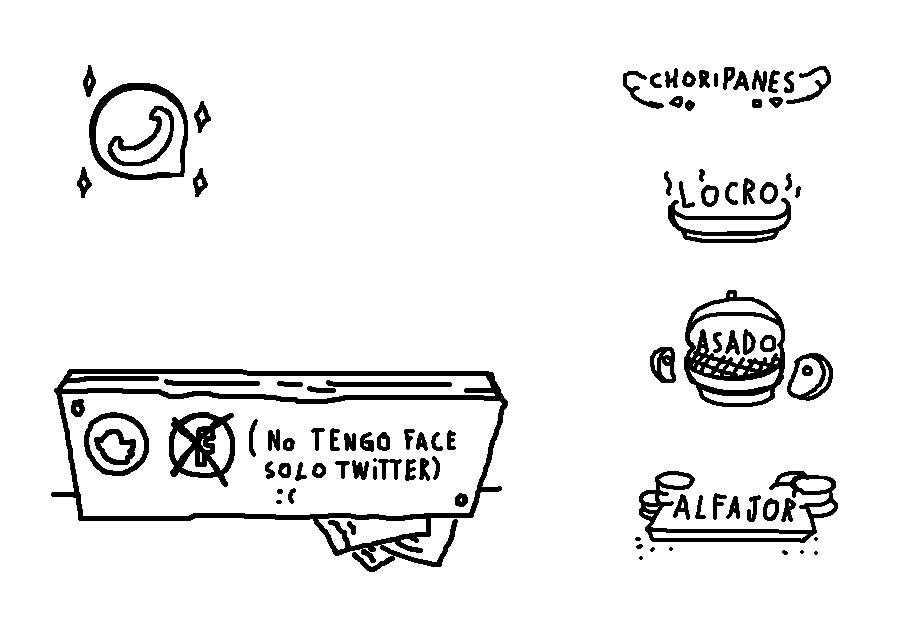 CHORIPANES
LOCRO
ASADO
ALFAJOR
F (No TENGO FACE
SOLO TWiTTER)
:(